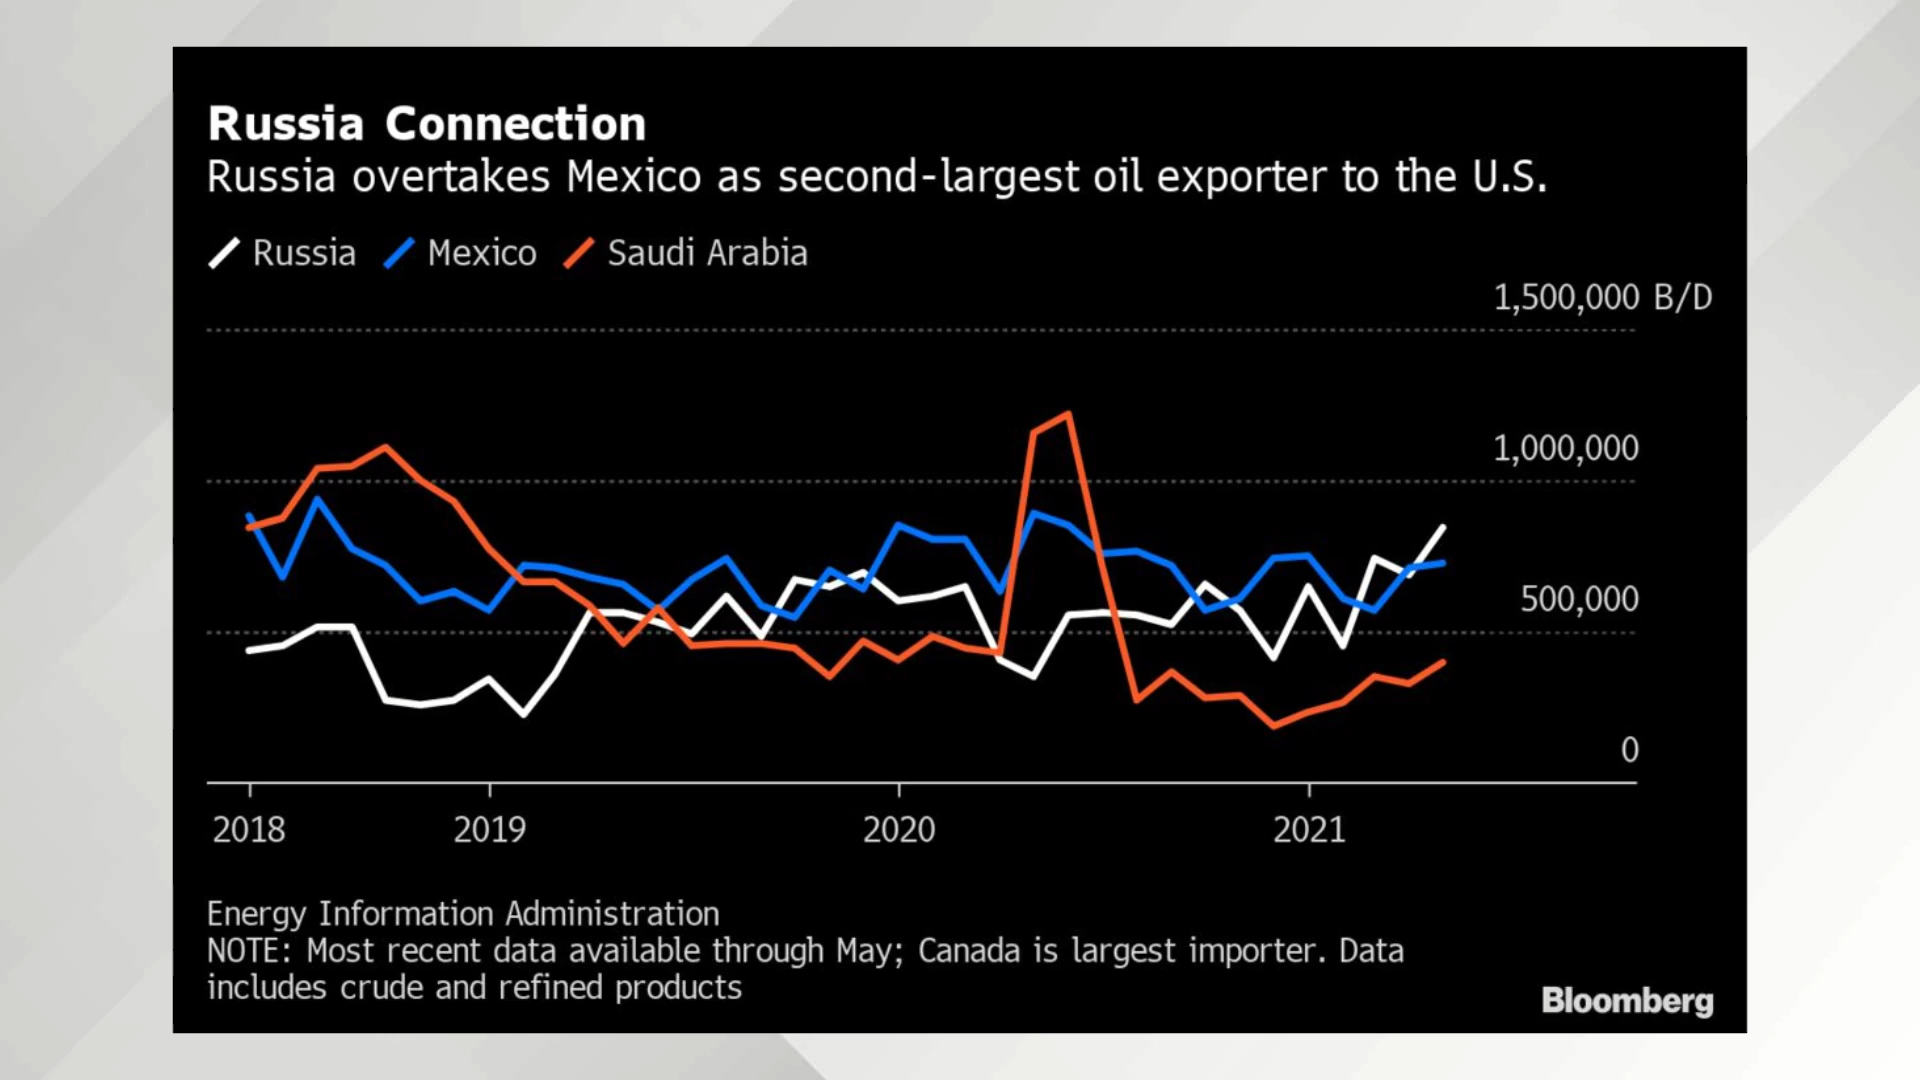 Russia Connection
Russia overtakes Mexico as second-largest oil exporter to the U.S.
Russia Mexico Saudi Arabia
1,500,000 B/D
1,000,000
500,000
0
2018 2019 2020 2021
Energy Information Administration
NOTE: Most recent data available through May; Canada is largest importer. Data
includes crude and refined products
Bloomberg